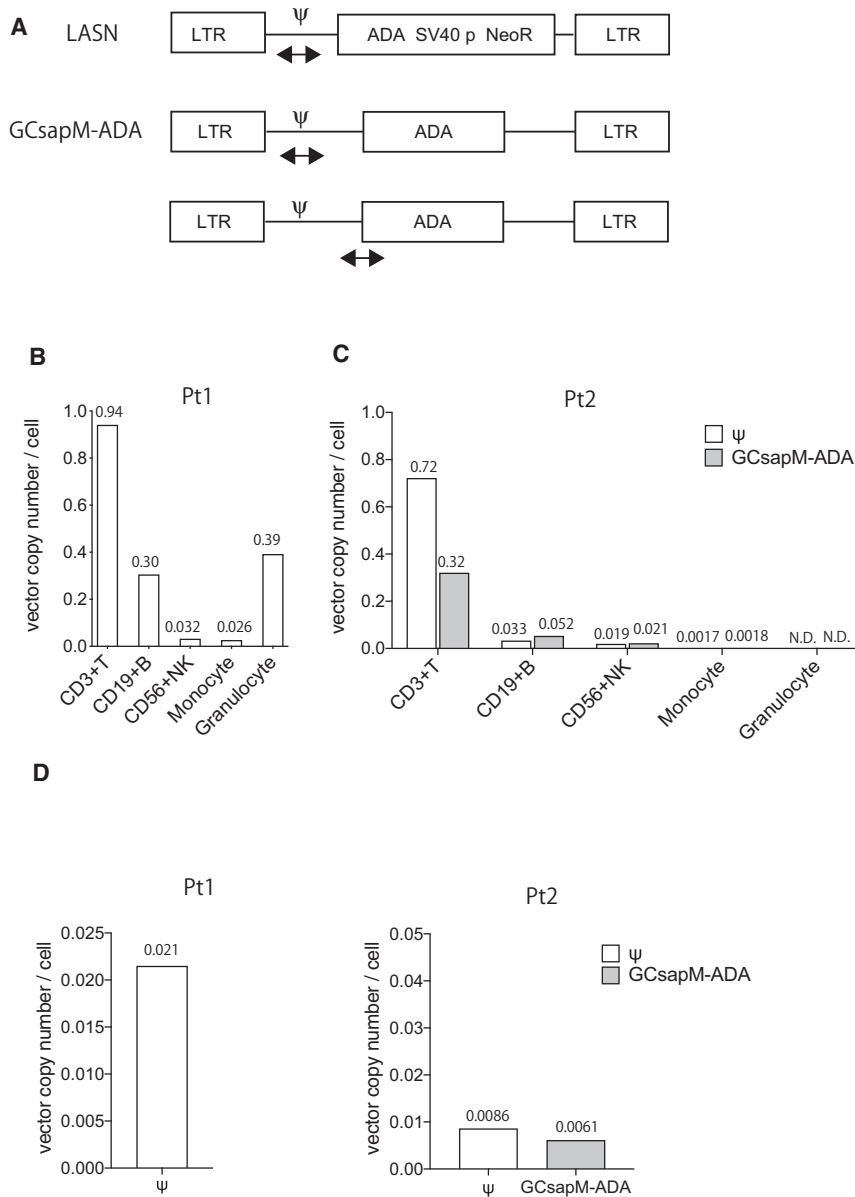 A
LASN
ψ
LTR
ADA SV40 p NeoR
LTR
GCsapM-ADA
ψ
LTR
ADA
LTR
ψ
LTR
ADA
LTR
B
Pt1
vector copy number / cell
1.0
0.8
0.6
0.4
0.2
0.0
0.94
0.30
0.032
0.026
0.39
CD3+T
CD19+B
CD56+NK
Monocyte
Granulocyte
C
Pt2
ψ
GCsapM-ADA
vector copy number / cell
1.0
0.8
0.6
0.4
0.2
0.0
0.72
0.32
0.033
0.052
0.019
0.021
0.0017
0.0018
N.D.
N.D.
CD3+T
CD19+B
CD56+NK
Monocyte
Granulocyte
D
Pt1
vector copy number / cell
0.025
0.020
0.015
0.010
0.005
0.000
0.021
ψ
Pt2
ψ
GCsapM-ADA
vector copy number / cell
0.05
0.04
0.03
0.02
0.01
0.00
0.0086
0.0061
ψ
GCsapM-ADA